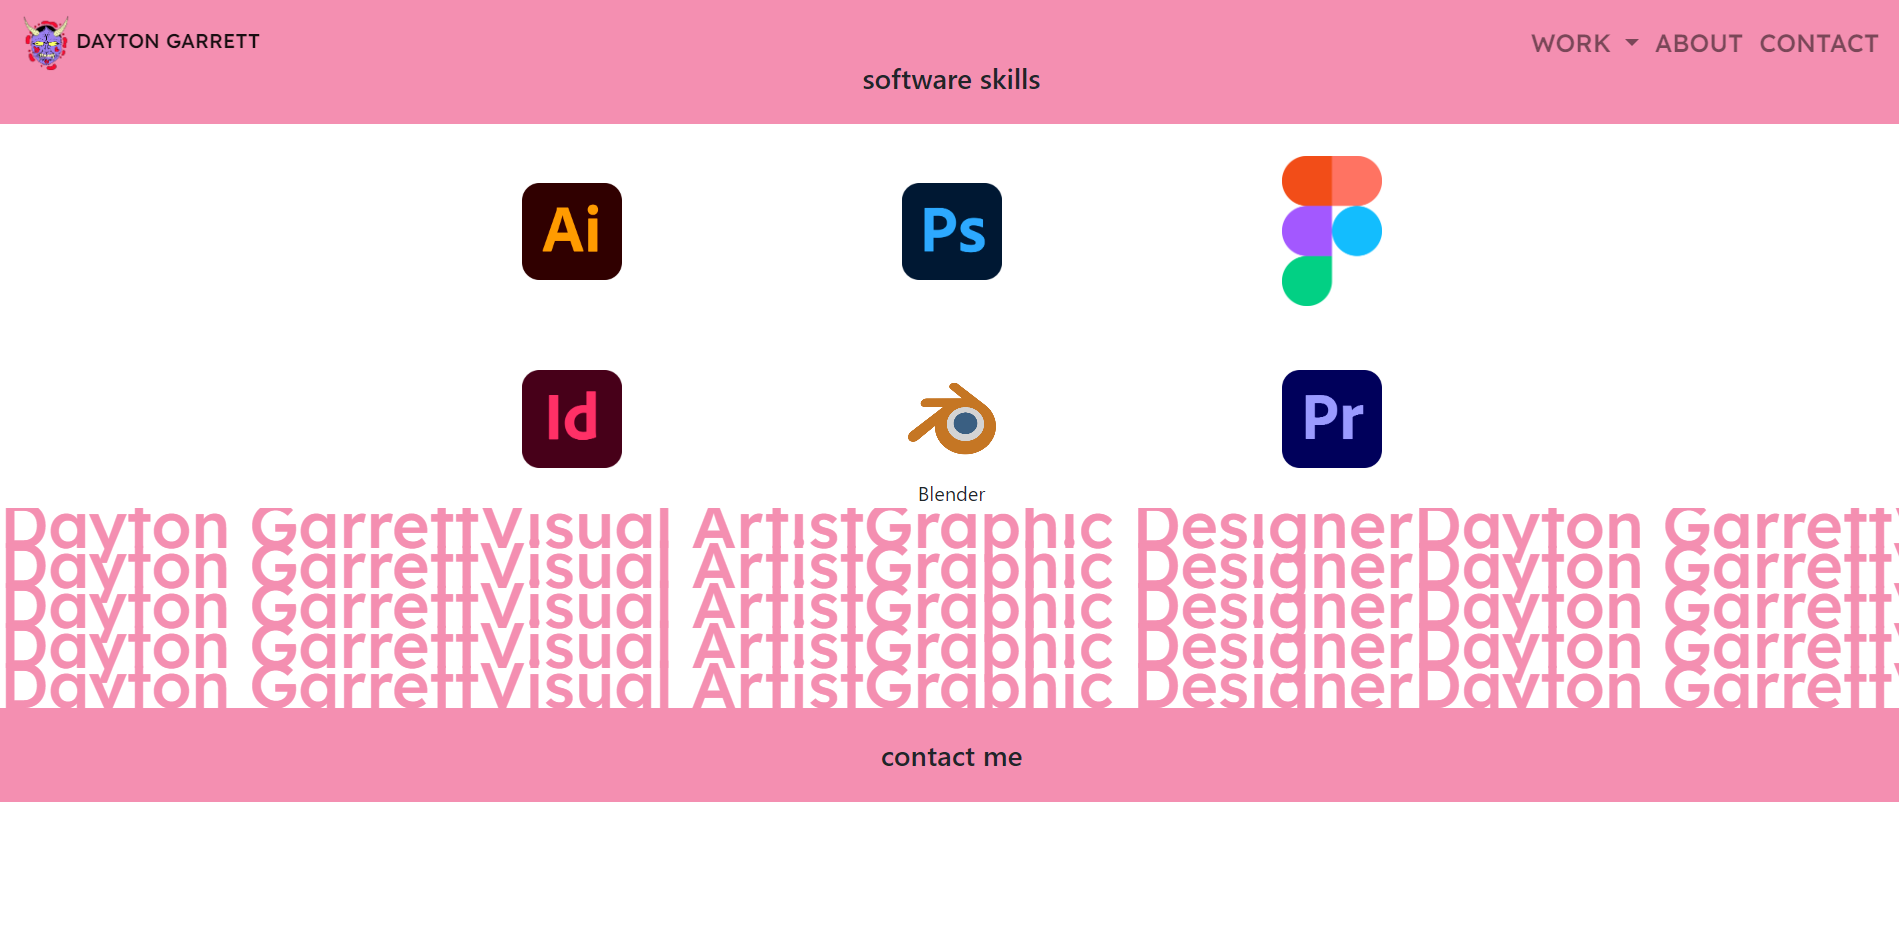 DAYTON GARRETT
WORK ABOUT CONTACT
software skills
Ai Ps
Id Pr
Blender
Dayton GarrettVisual ArtistGraphic DesignerDayton Garrett
Dayton GarrettVisual ArtistGraphic DesignerDayton Garrett
Dayton GarrettVisual ArtistGraphic DesignerDayton Garrett
Dayton GarrettVisual ArtistGraphic DesignerDayton Garrett
Dayton GarrettVisual ArtistGraphic DesignerDayton Garrett
contact me